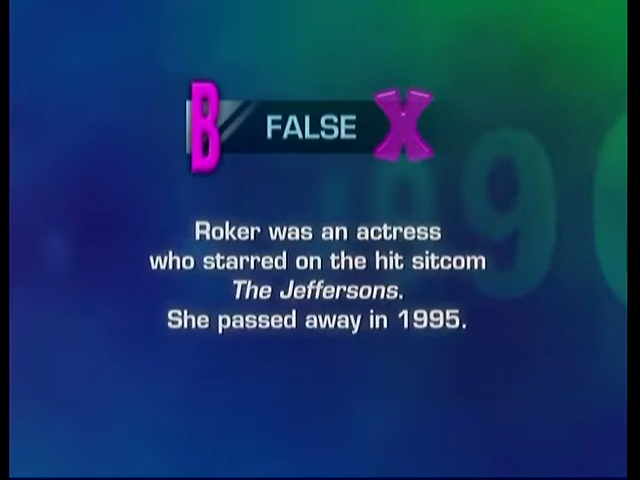 B FALSE X
Roker was an actress
who starred on the hit sitcom
The Jeffersons.
She passed away in 1995.